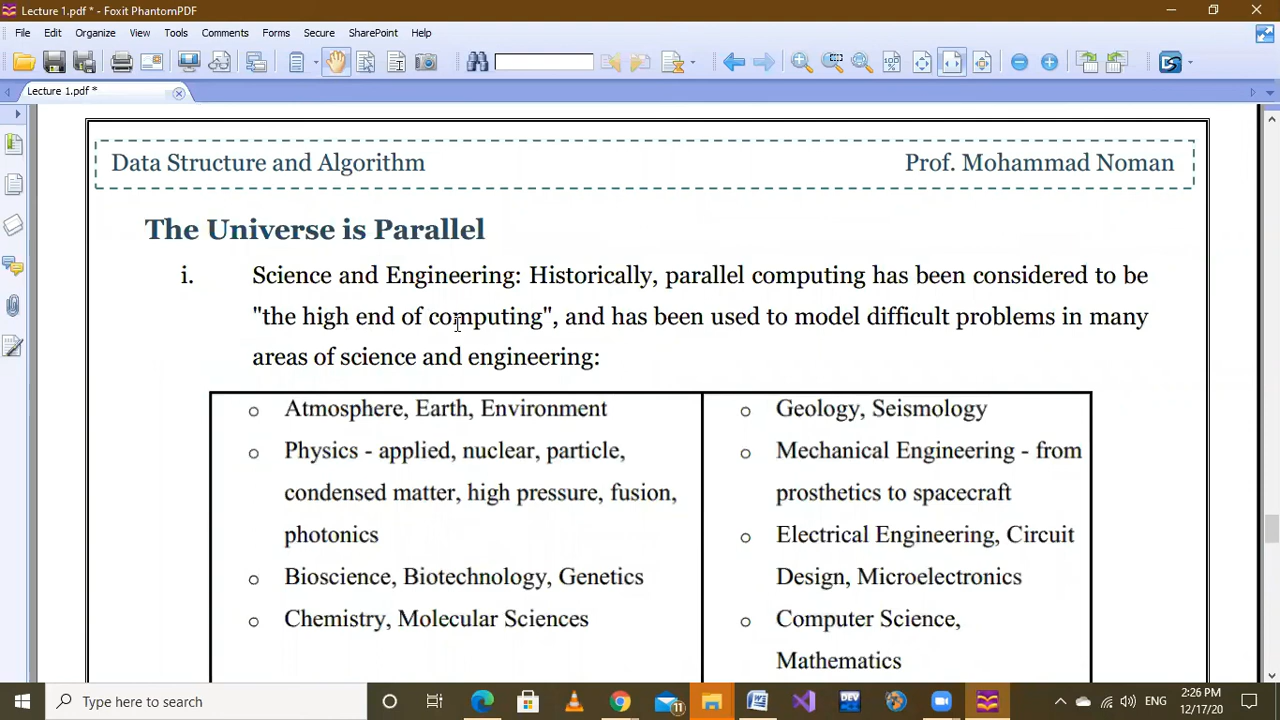 Lecture 1.pdf * - Foxit PhantomPDF
File Edit Organize View Tools Comments Forms Secure SharePoint Help
Lecture 1.pdf *
Data Structure and Algorithm Prof. Mohammad Noman
The Universe is Parallel
i. Science and Engineering: Historically, parallel computing has been considered to be
"the high end of computing", and has been used to model difficult problems in many
areas of science and engineering:
o Atmosphere, Earth, Environment
o Physics - applied, nuclear, particle,
condensed matter, high pressure, fusion,
photonics
o Bioscience, Biotechnology, Genetics
o Chemistry, Molecular Sciences
o Geology, Seismology
o Mechanical Engineering - from
prosthetics to spacecraft
o Electrical Engineering, Circuit
Design, Microelectronics
o Computer Science,
Mathematics
Type here to search
11
DEV
ENG
2:26 PM
12/17/20